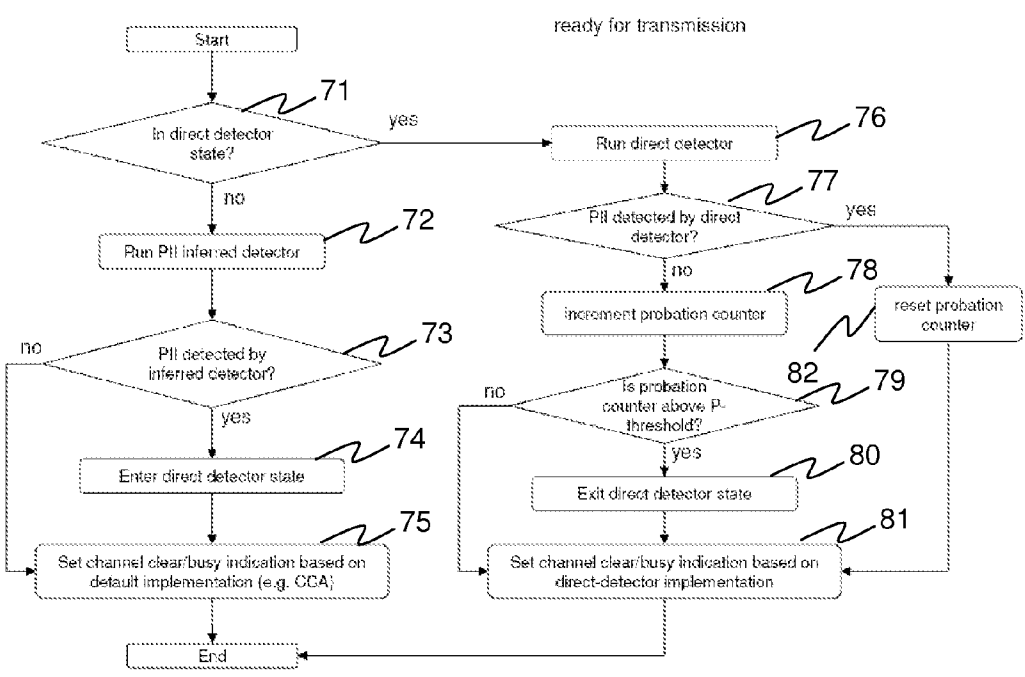 ready for transmission
Start
71
In direct detector
state?
yes
no
76
Run direct detector
77
PII detected by direct
detector?
yes
no
72
Run PII inferred detector
78
increment probation counter
reset probation
counter
82
73
PII detected by
inferred detector?
no
yes
79
Is probation
counter above P-
threshold?
no
yes
74
Enter direct detector state
80
Exit direct detector state
75
Set channel clear/busy indication based on
default implementation (e.g. CCA)
81
Set channel clear/busy indication based on
direct-detector implementation
End